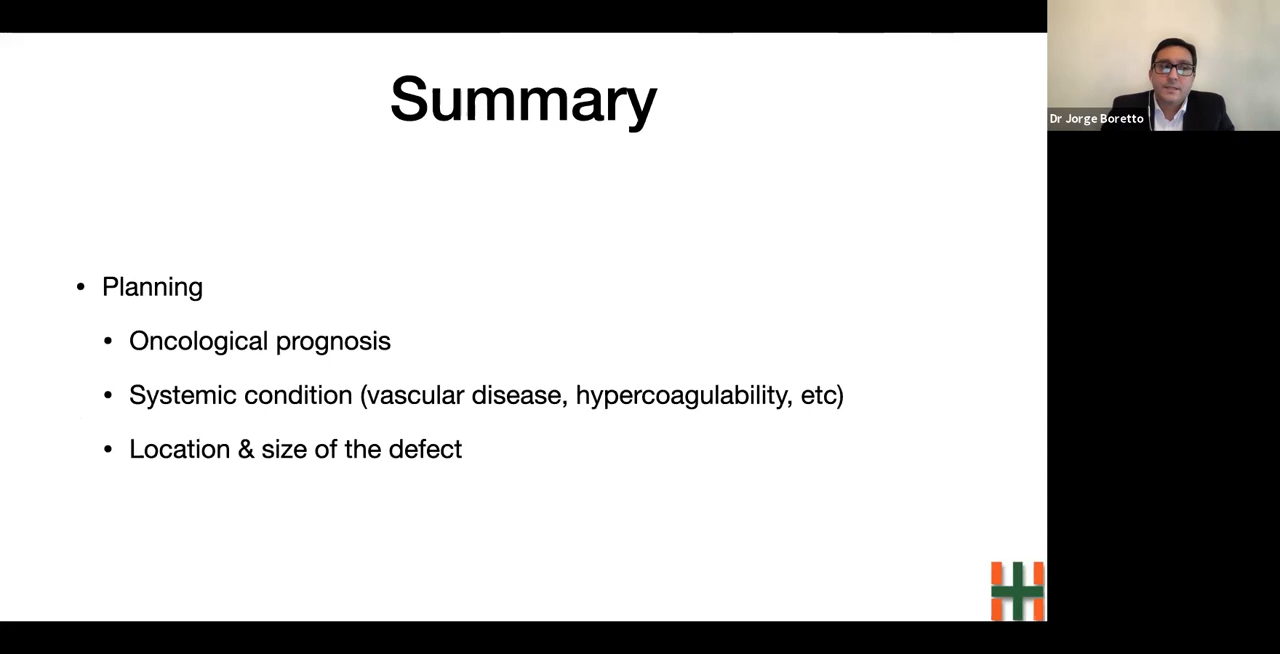 Summary
• Planning
• Oncological prognosis
• Systemic condition (vascular disease, hypercoagulability, etc)
• Location & size of the defect
Dr Jorge Boretto